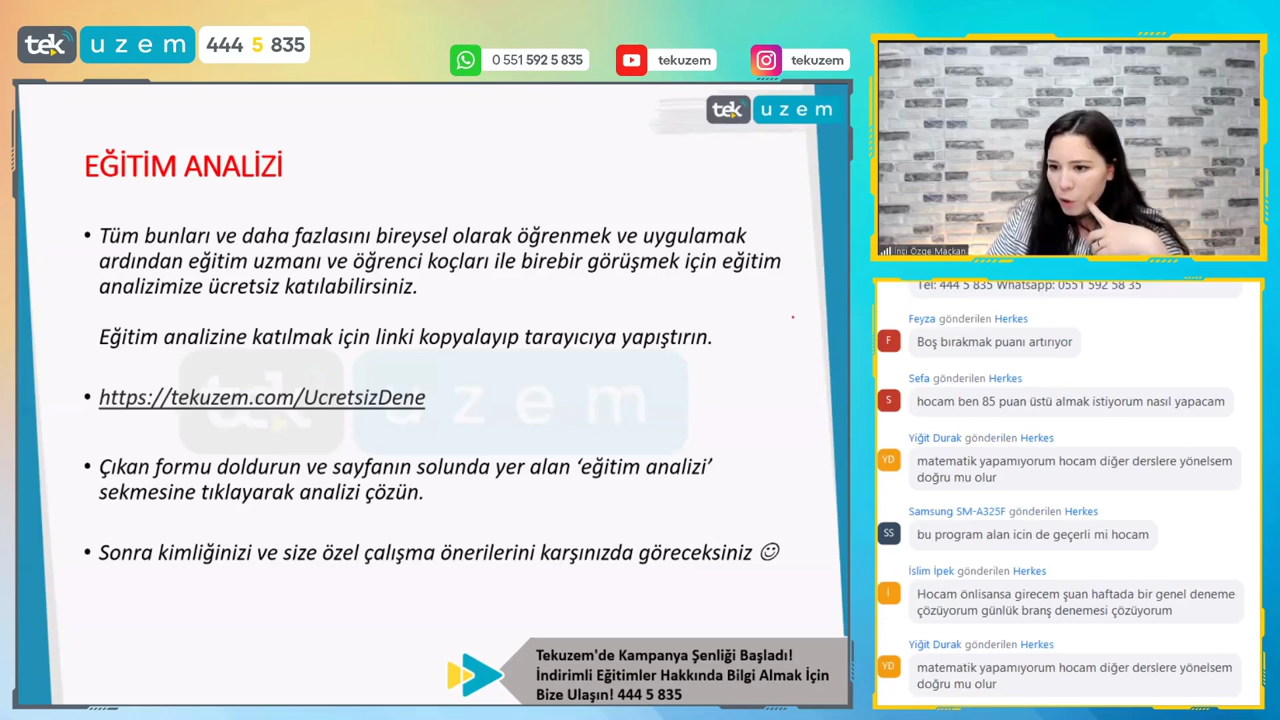 tek uzem 444 5 835
0 551 592 5 835
tekuzem
tekuzem
tek uzem
EĞİTİM ANALİZİ
• Tüm bunları ve daha fazlasını bireysel olarak öğrenmek ve uygulamak
ardından eğitim uzmanı ve öğrenci koçları ile birebir görüşmek için eğitim
analizimize ücretsiz katılabilirsiniz.
Eğitim analizine katılmak için linki kopyalayıp tarayıcıya yapıştırın.
• https://tekuzem.com/UcretsizDene
• Çıkan formu doldurun ve sayfanın solunda yer alan ‘eğitim analizi’
sekmesine tıklayarak analizi çözün.
• Sonra kimliğinizi ve size özel çalışma önerilerini karşınızda göreceksiniz ☺
tek uzem
Tekuzem'de Kampanya Şenliği Başladı!
İndirimli Eğitimler Hakkında Bilgi Almak İçin
Bize Ulaşın! 444 5 835
İnci Özge Maçkan
Tel: 444 5 835 Whatsapp: 0551 592 58 35
Feyza gönderilen Herkes
F
Boş bırakmak puanı artırıyor
Sefa gönderilen Herkes
S
hocam ben 85 puan üstü almak istiyorum nasıl yapacam
Yiğit Durak gönderilen Herkes
YD
matematik yapamıyorum hocam diğer derslere yönelsem
doğru mu olur
Samsung SM-A325F gönderilen Herkes
SS
bu program alan icin de geçerli mi hocam
İslim İpek gönderilen Herkes
İ
Hocam önlisansa girecem şuan haftada bir genel deneme
çözüyorum günlük branş denemesi çözüyorum
Yiğit Durak gönderilen Herkes
YD
matematik yapamıyorum hocam diğer derslere yönelsem
doğru mu olur